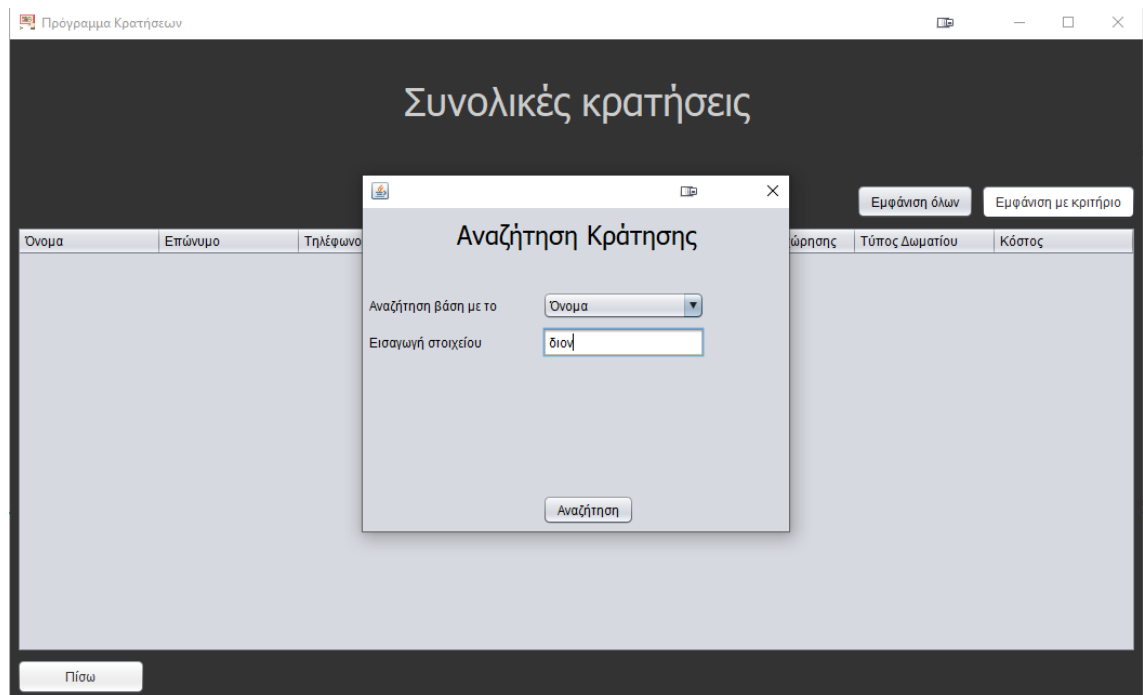 Πρόγραμμα Κρατήσεων
Συνολικές κρατήσεις
Εμφάνιση όλων
Εμφάνιση με κριτήριο
Όνομα Επώνυμο Τηλέφωνο ώρησης Τύπος Δωματίου Κόστος
Αναζήτηση Κράτησης
Αναζήτηση βάση με το Όνομα
Εισαγωγή στοιχείου διον
Αναζήτηση
Πίσω